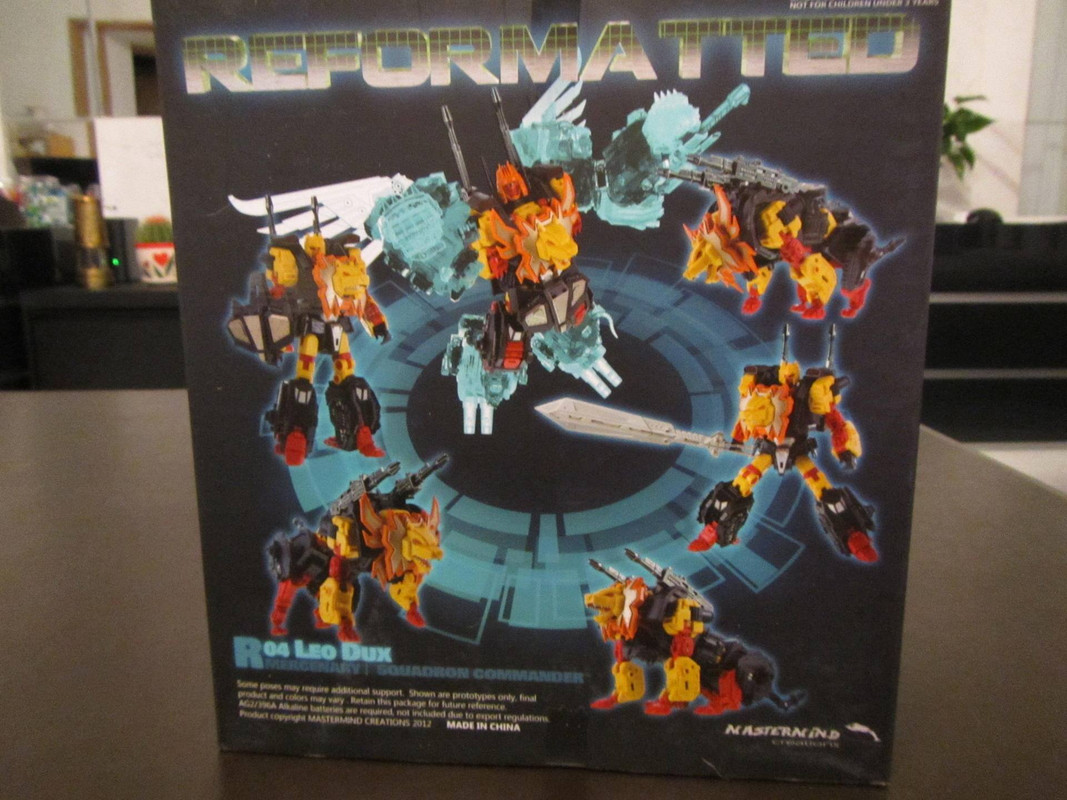 NOT FOR CHILDREN UNDER 3 YEARS
REFORMATTED
R04 LEO DUX
MERCENARY | SQUADRON COMMANDER
Some poses may require additional support. Shown are prototypes only, final
product and colors may vary. Retain this package for future reference.
AG2/396A Alkaline batteries are required, not included due to export regulations.
Product copyright MASTERMIND CREATIONS 2012 MADE IN CHINA
MASTERMIND
creations